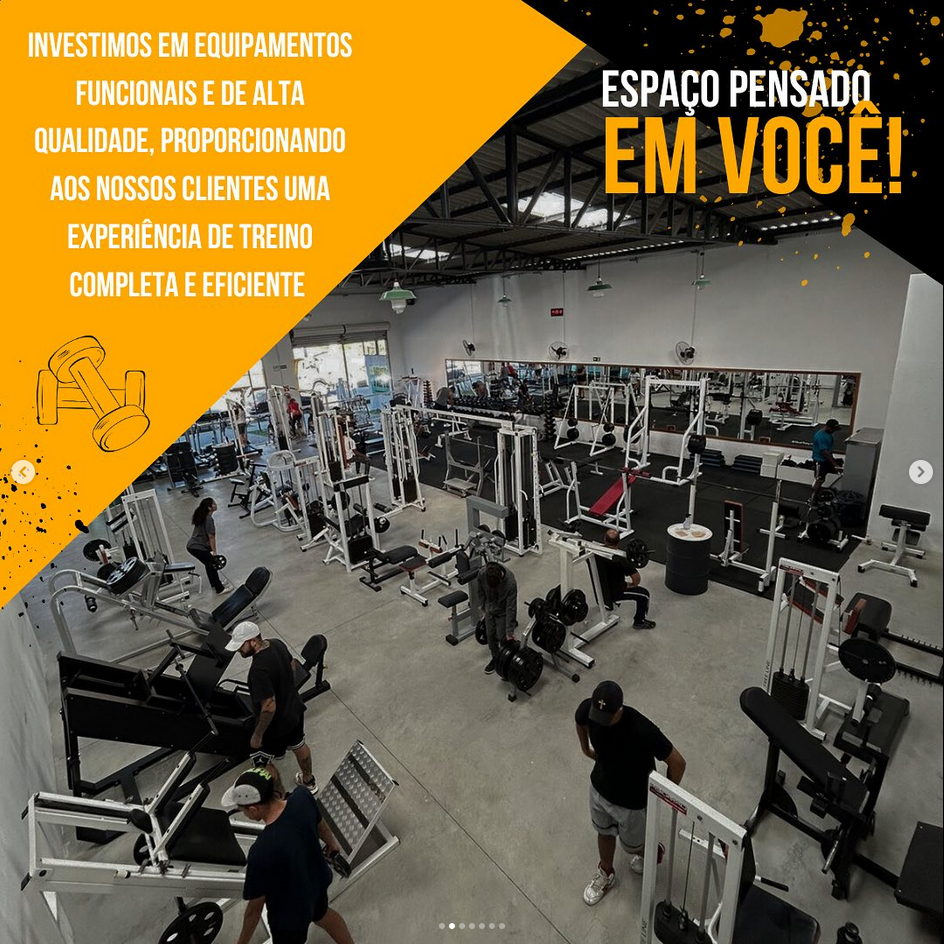 INVESTIMOS EM EQUIPAMENTOS
FUNCIONAIS E DE ALTA
QUALIDADE, PROPORCIONANDO
AOS NOSSOS CLIENTES UMA
EXPERIÊNCIA DE TREINO
COMPLETA E EFICIENTE
ESPAÇO PENSADO
EM VOCÊ!